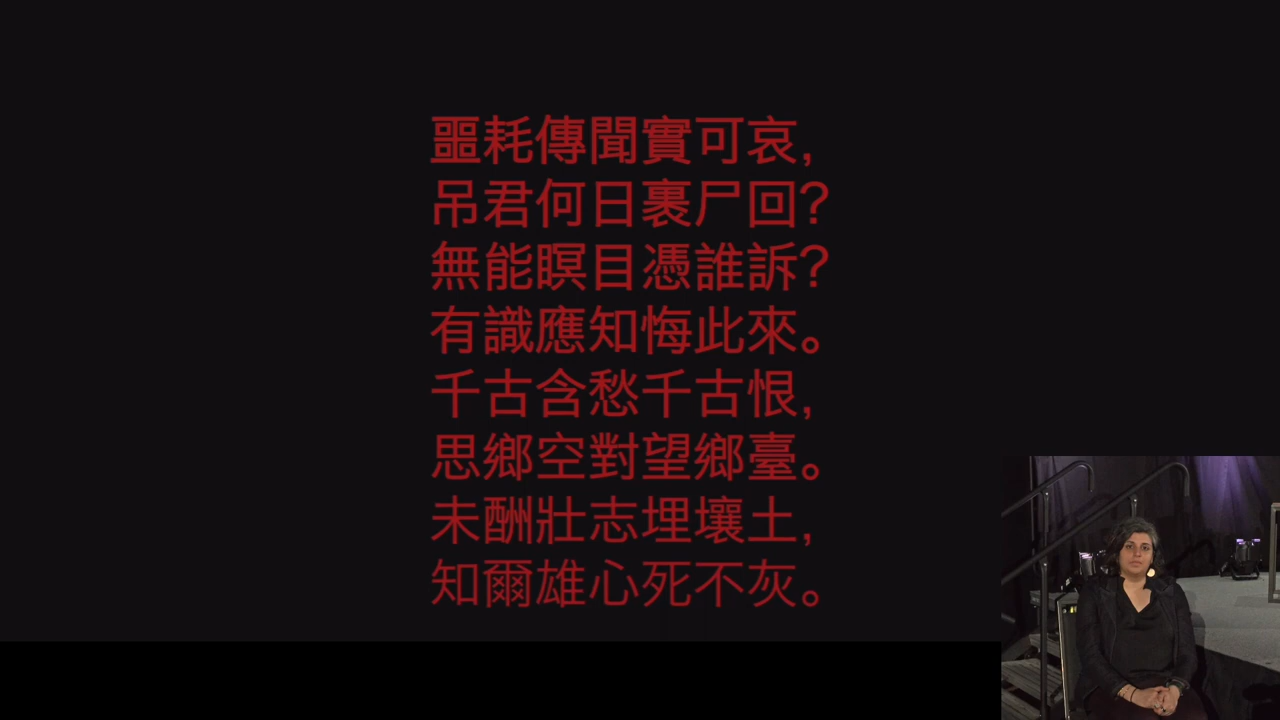 噩耗傳聞實可哀,
吊君何日裹尸回?
無能瞑目憑誰訴?
有識應知悔此來。
千古含愁千古恨,
思鄉空對望鄉臺。
未酬壯志埋壤土,
知爾雄心死不灰。